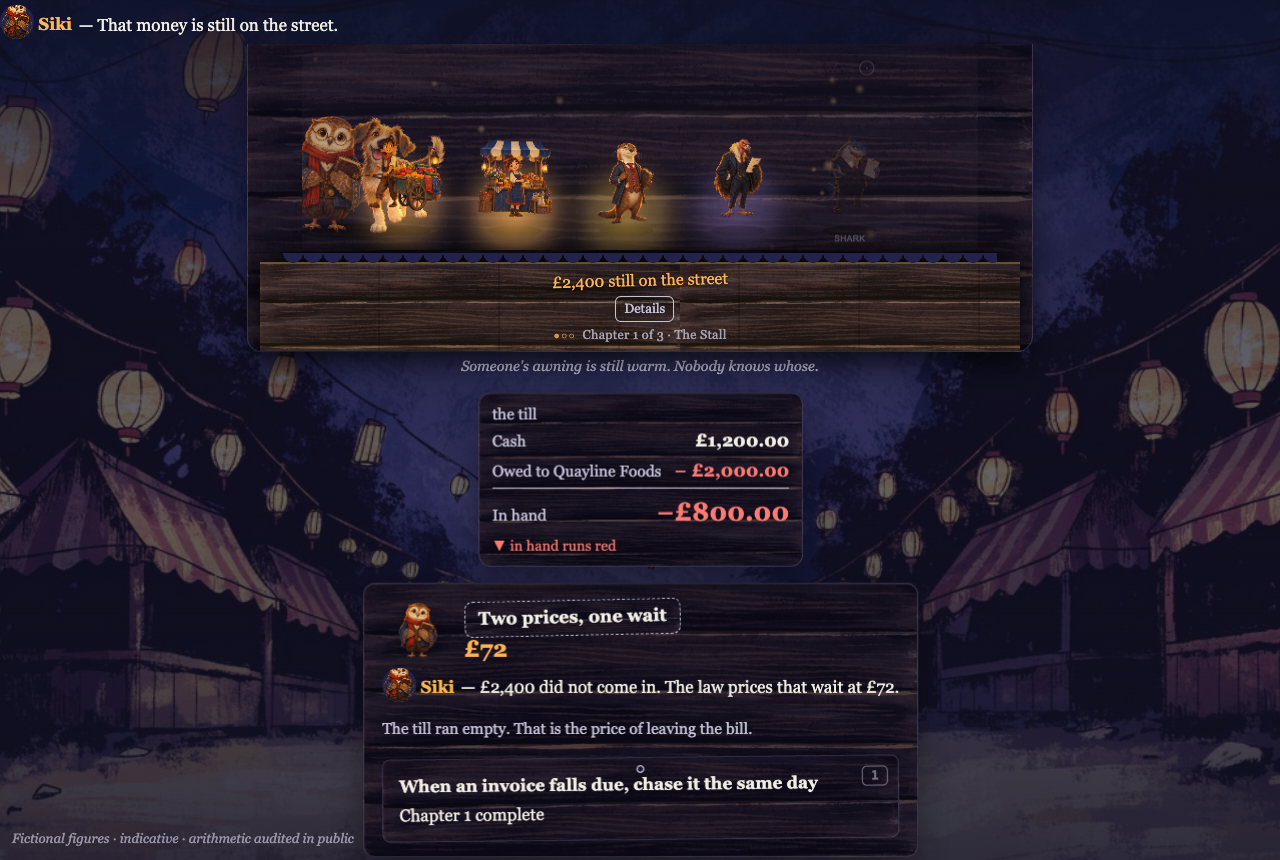 Siki — That money is still on the street.
SHARK
£2,400 still on the street
Details
Chapter 1 of 3 · The Stall
Someone's awning is still warm. Nobody knows whose.
the till
Cash £1,200.00
Owed to Quayline Foods − £2,000.00
In hand −£800.00
▼ in hand runs red
Two prices, one wait
£72
Siki — £2,400 did not come in. The law prices that wait at £72.
The till ran empty. That is the price of leaving the bill.
When an invoice falls due, chase it the same day 1
Chapter 1 complete
Fictional figures · indicative · arithmetic audited in public